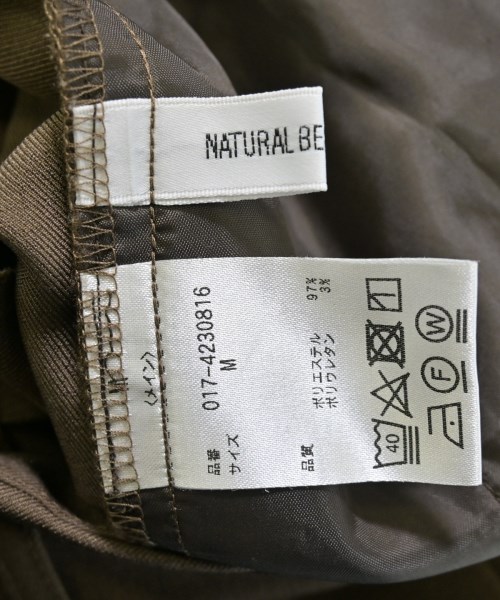 NATURAL BE
〈メイン〉
品番 017-4230816
サイズ M
品質 ポリエステル 97%
ポリウレタン 3%
40
F W